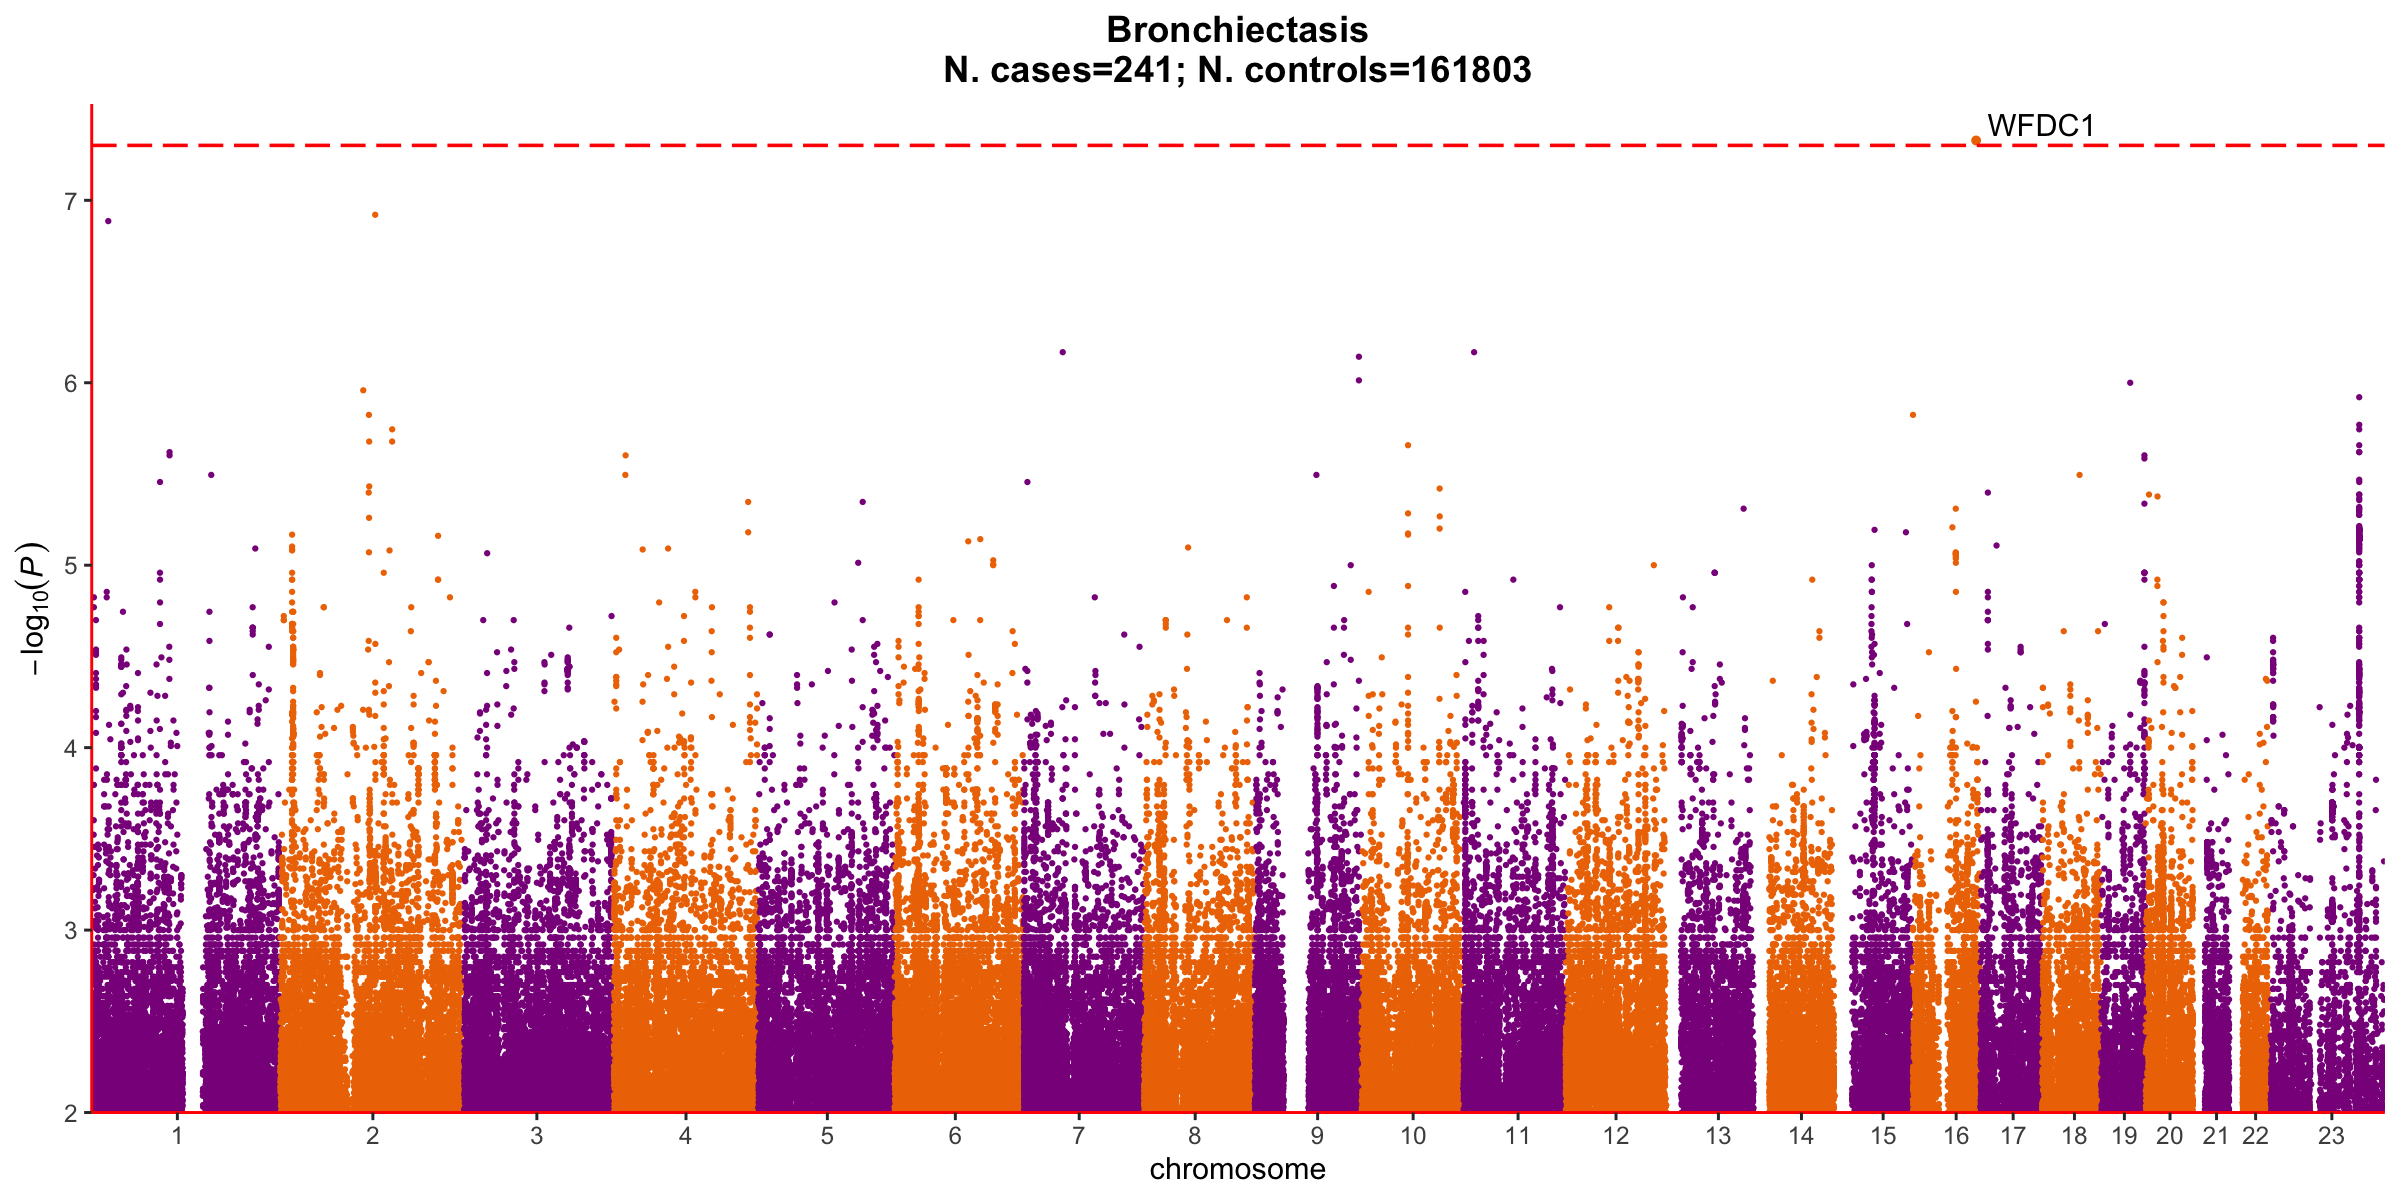 Bronchiectasis
N. cases=241; N. controls=161803
WFDC1
7
6
5
4
3
2
−log10(P)
1 2 3 4 5 6 7 8 9 10 11 12 13 14 15 16 17 18 19 20 21 22 23
chromosome